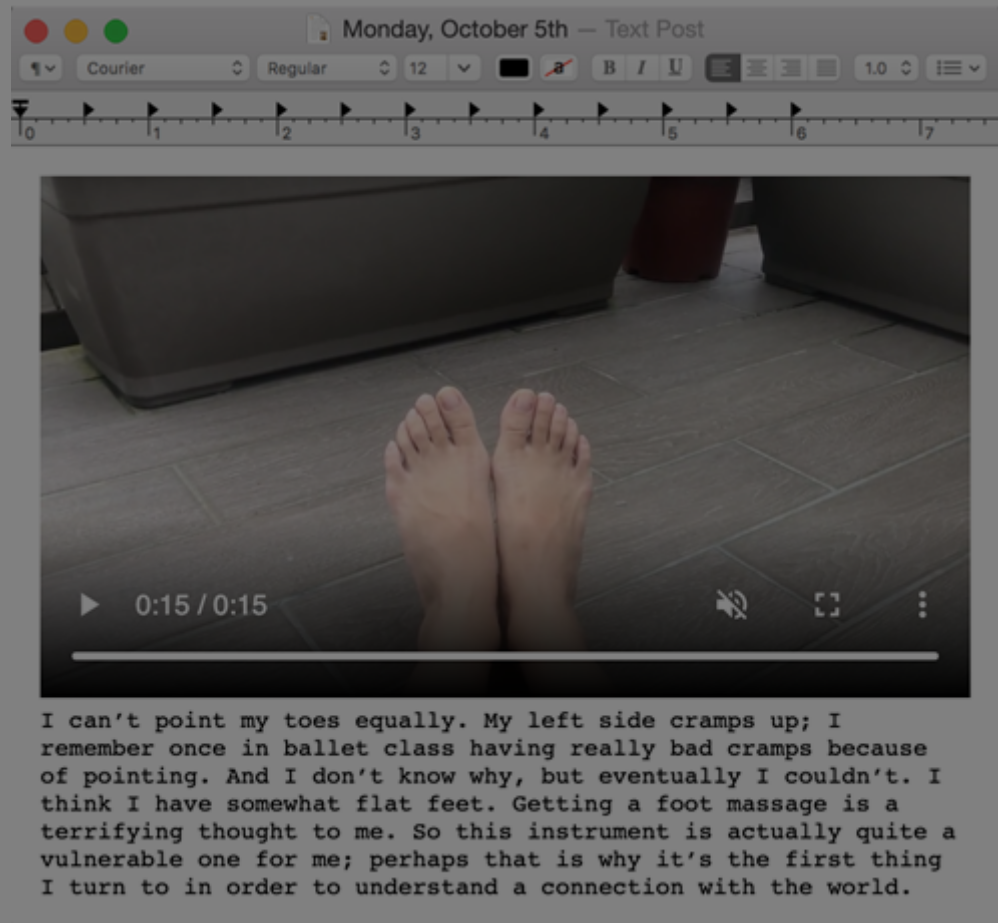 Monday, October 5th — Text Post
¶ Courier Regular 12 a B I U 1.0
0 1 2 3 4 5 6 7
0:15 / 0:15
I can't point my toes equally. My left side cramps up; I
remember once in ballet class having really bad cramps because
of pointing. And I don't know why, but eventually I couldn't. I
think I have somewhat flat feet. Getting a foot massage is a
terrifying thought to me. So this instrument is actually quite a
vulnerable one for me; perhaps that is why it's the first thing
I turn to in order to understand a connection with the world.